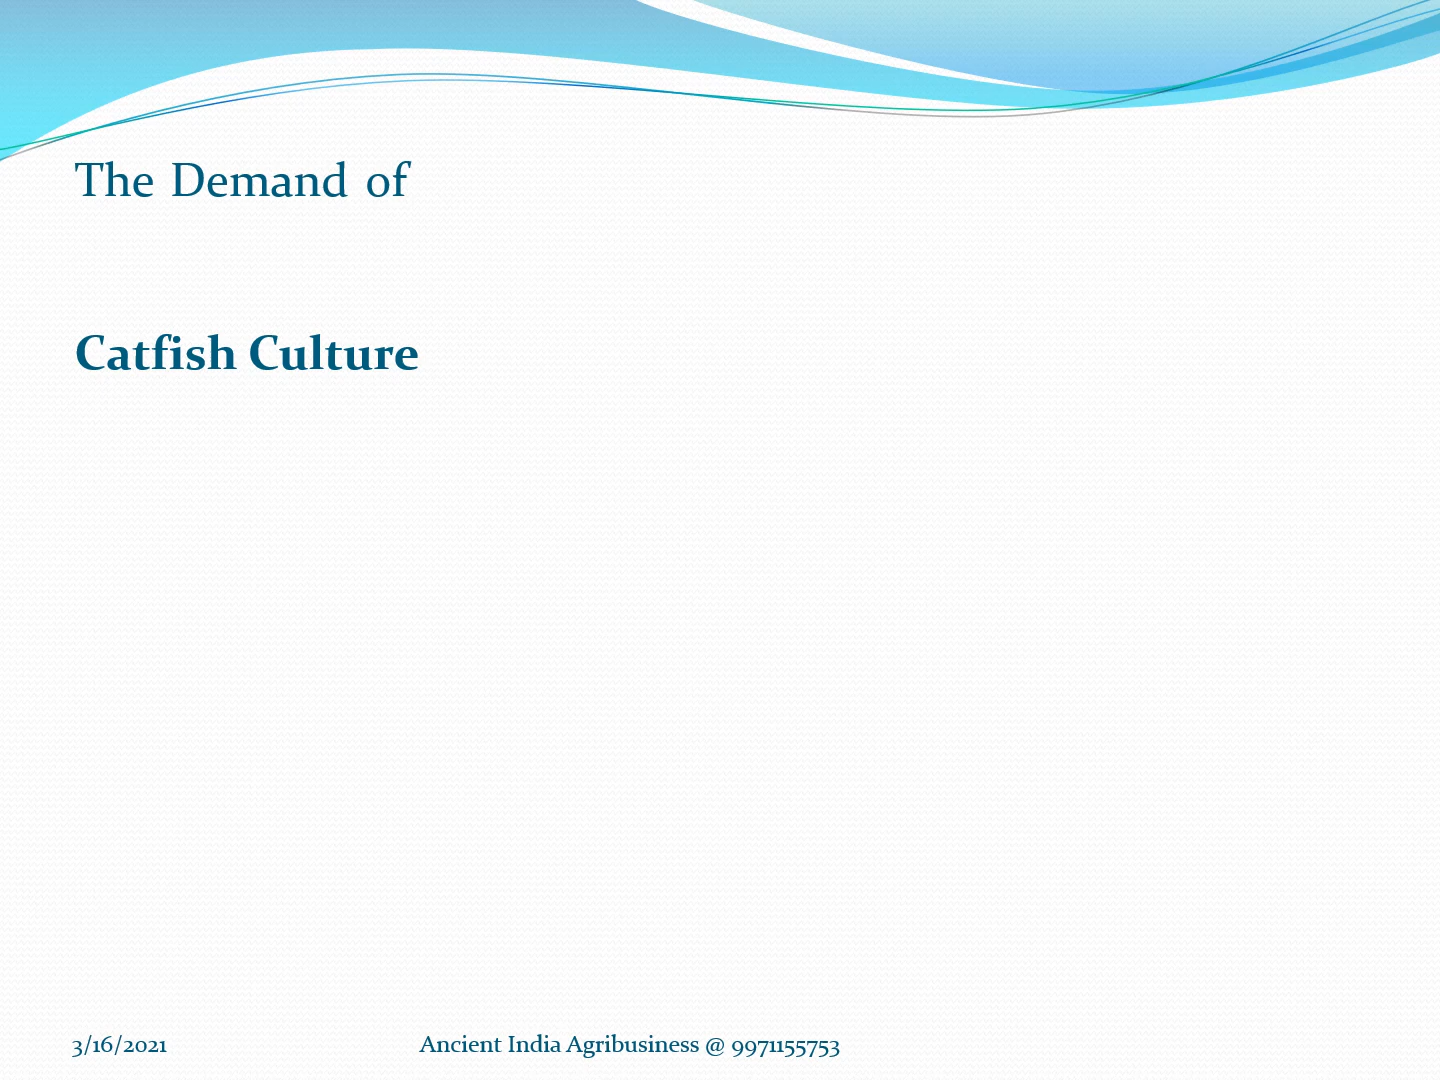 The Demand of
Catfish Culture
3/16/2021
Ancient India Agribusiness @ 9971155753